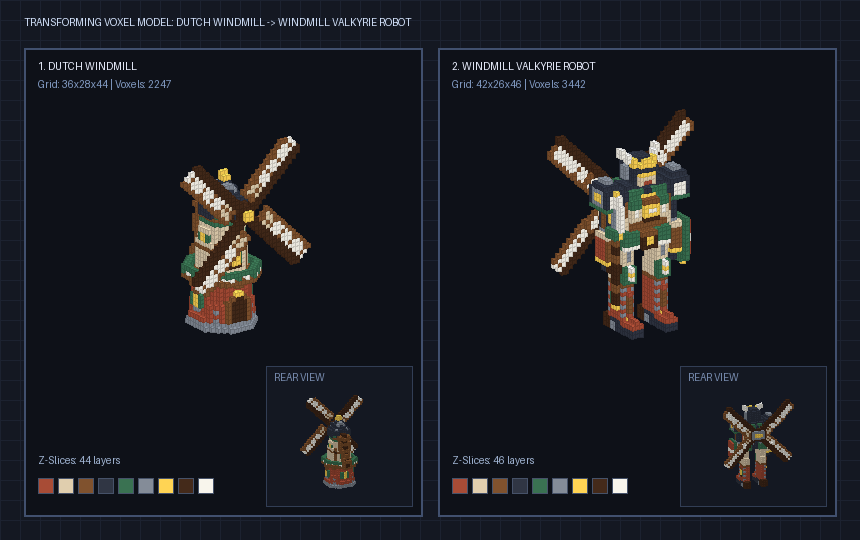 TRANSFORMING VOXEL MODEL: DUTCH WINDMILL -> WINDMILL VALKYRIE ROBOT
1. DUTCH WINDMILL
Grid: 36x28x44 | Voxels: 2247
REAR VIEW
Z-Slices: 44 layers
2. WINDMILL VALKYRIE ROBOT
Grid: 42x26x46 | Voxels: 3442
REAR VIEW
Z-Slices: 46 layers